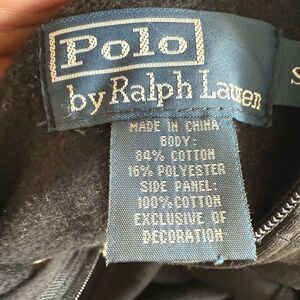 Polo
by Ralph Lauren
S
MADE IN CHINA
BODY:
84% COTTON
16% POLYESTER
SIDE PANEL:
100% COTTON
EXCLUSIVE OF
DECORATION